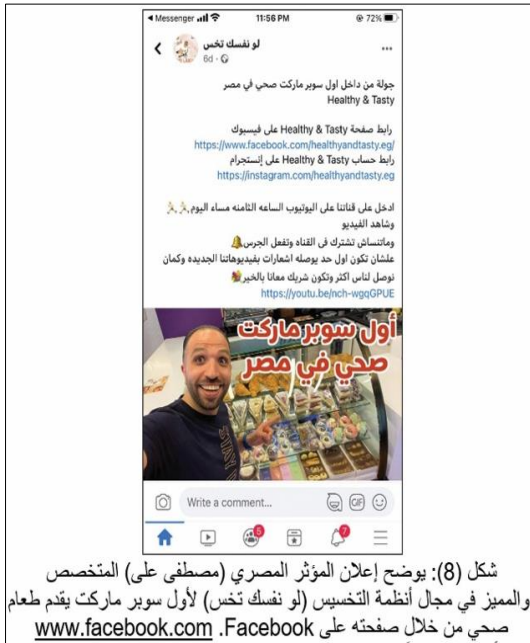 Messenger 11:56 PM 72%
لو نفسك تخس
6d
جولة من داخل اول سوبر ماركت صحي في مصر
Healthy & Tasty
رابط صفحة Healthy & Tasty على فيسبوك
https://www.facebook.com/healthyandtasty.eg/
رابط حساب Healthy & Tasty على إنستجرام
https://instagram.com/healthyandtasty.eg
ادخل على قناتنا على اليوتيوب الساعه الثامنه مساء اليوم
وشاهد الفيديو
وماتنساش تشترك فى القناه وتفعل الجرس
علشان تكون اول حد يوصله اشعارات بفيديوهاتنا الجديده وكمان
نوصل لناس اكتر وتكون شريك معانا بالخير
https://youtu.be/nch-wgqGPUE
أول سوبر ماركت
صحي في مصر
Write a comment...
GIF
5
7
شكل (8): يوضح إعلان المؤثر المصري (مصطفى على) المتخصص
والمميز في مجال أنظمة التخسيس (لو نفسك تخس) لأول سوبر ماركت يقدم طعام
صحي من خلال صفحته على Facebook. www.facebook.com